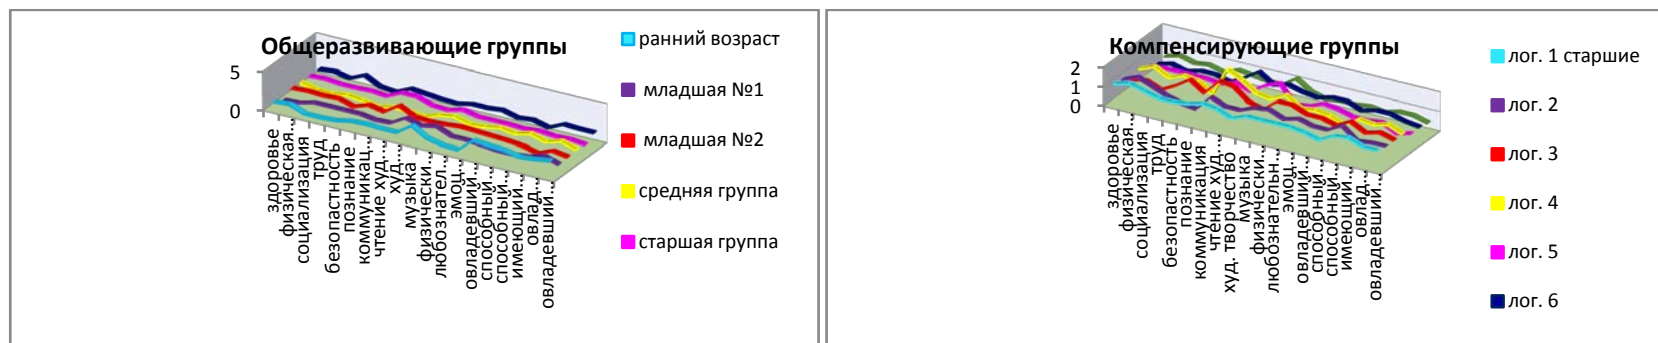 Общеразвивающие группы
5
0
здоровье
физическая...
социализация
труд
безопастность
познание
коммуникац...
чтение худ...
худ...
музыка
физически...
любознател...
эмоц...
овладевший...
способный...
способный...
имеющий...
овлад...
овладевший...
ранний возраст
младшая №1
младшая №2
средняя группа
старшая группа
Компенсирующие группы
2
1
0
здоровье
физическая...
социализация
труд
безопастность
познание
коммуникация
чтение худ...
худ. творчество
музыка
физически...
любознательн...
эмоц...
овладевший...
способный...
способный...
имеющий...
овлад...
овладевший...
лог. 1 старшие
лог. 2
лог. 3
лог. 4
лог. 5
лог. 6